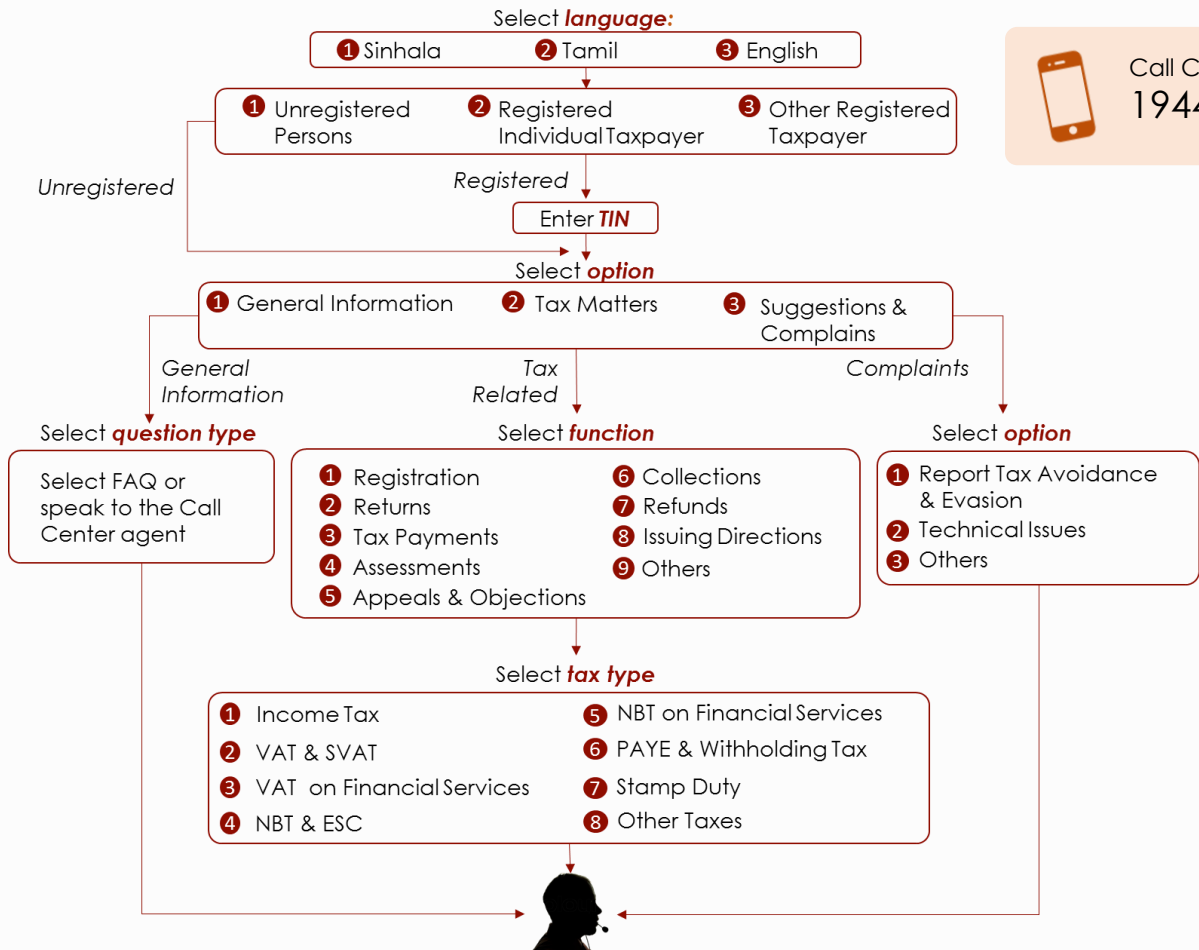 Select language:
1 Sinhala 2 Tamil 3 English
Call C
1944
1 Unregistered Persons
2 Registered Individual Taxpayer
3 Other Registered Taxpayer
Unregistered
Registered
Enter TIN
Select option
1 General Information
2 Tax Matters
3 Suggestions & Complains
General Information
Tax Related
Complaints
Select question type
Select FAQ or
speak to the Call
Center agent
Select function
1 Registration
2 Returns
3 Tax Payments
4 Assessments
5 Appeals & Objections
6 Collections
7 Refunds
8 Issuing Directions
9 Others
Select option
1 Report Tax Avoidance
& Evasion
2 Technical Issues
3 Others
Select tax type
1 Income Tax
2 VAT & SVAT
3 VAT on Financial Services
4 NBT & ESC
5 NBT on Financial Services
6 PAYE & Withholding Tax
7 Stamp Duty
8 Other Taxes